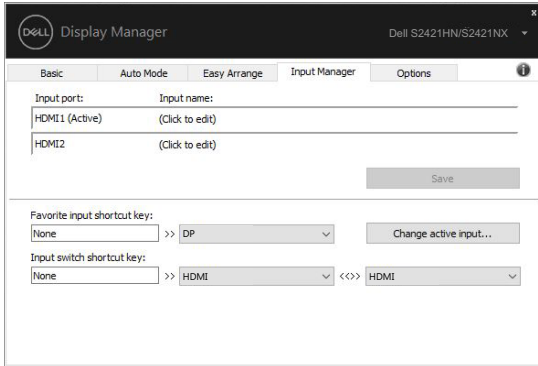 DELL Display Manager
Dell S2421HN/S2421NX
x
Basic Auto Mode Easy Arrange Input Manager Options i
Input port: Input name:
HDMI1 (Active) (Click to edit)
HDMI2 (Click to edit)
Save
Favorite input shortcut key:
None >> DP Change active input...
Input switch shortcut key:
None >> HDMI <<>> HDMI